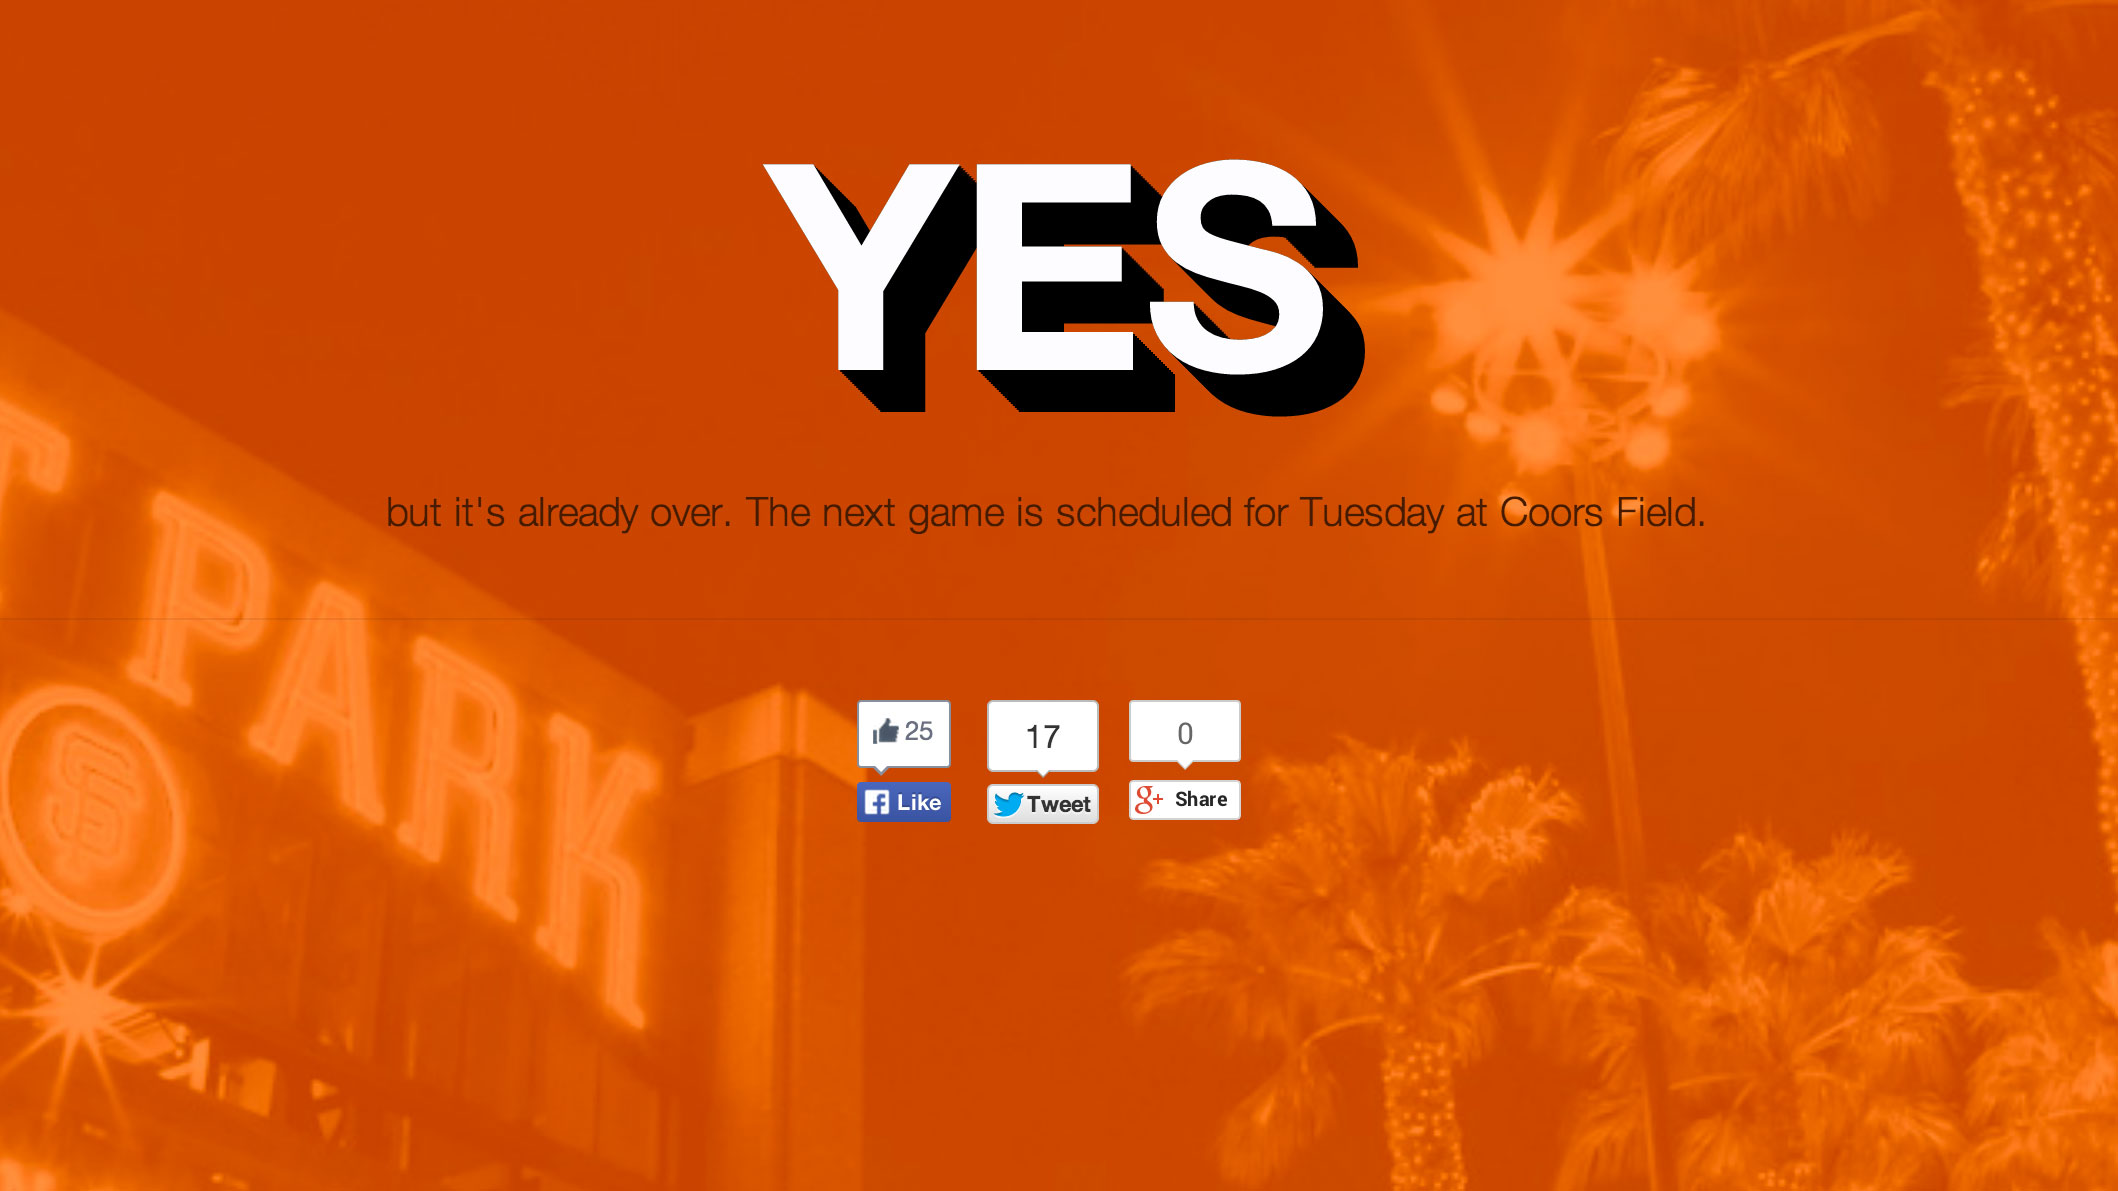 YES
but it's already over. The next game is scheduled for Tuesday at Coors Field.
T PARK
SF
25
17
0
Like
Tweet
g+ Share